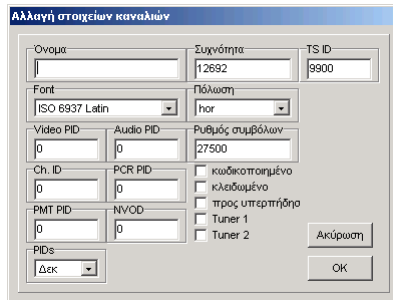 Αλλαγή στοιχείων καναλιών
Όνομα Συχνότητα TS ID
12692 9900
Font Πόλωση
ISO 6937 Latin hor
Video PID Audio PID Ρυθμός συμβόλων
0 0 27500
Ch. ID PCR PID κωδικοποιημένο
0 0 κλειδωμένο
προς υπερπήδησ
PMT PID NVOD Tuner 1
0 0 Tuner 2
Ακύρωση
PIDs
Δεκ OK